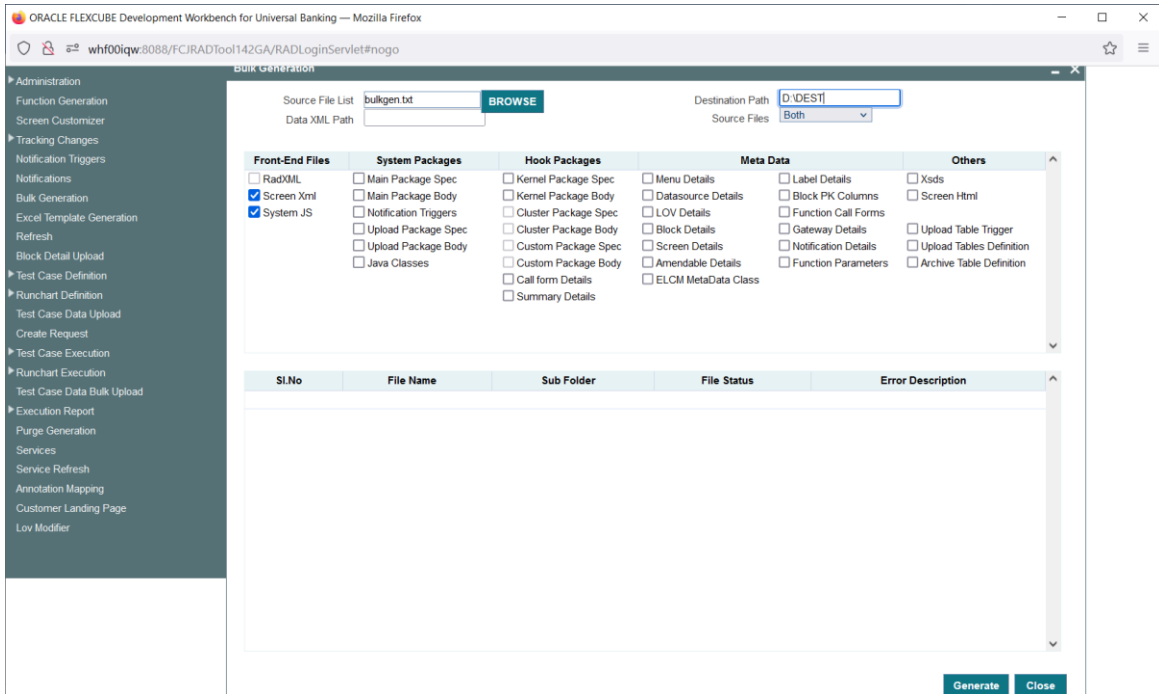 ORACLE FLEXCUBE Development Workbench for Universal Banking — Mozilla Firefox
whf00iqw:8088/FCJRADTool142GA/RADLoginServlet#nogo
Administration
Function Generation
Screen Customizer
Tracking Changes
Notification Triggers
Notifications
Bulk Generation
Excel Template Generation
Refresh
Block Detail Upload
Test Case Definition
Runchart Definition
Test Case Data Upload
Create Request
Test Case Execution
Runchart Execution
Test Case Data Bulk Upload
Execution Report
Purge Generation
Services
Service Refresh
Annotation Mapping
Customer Landing Page
Lov Modifier
Bulk Generation
Source File List bulkgen.txt BROWSE Destination Path D:\DEST
Data XML Path Source Files Both
Front-End Files System Packages Hook Packages Meta Data Others
RadXML Main Package Spec Kernel Package Spec Menu Details Label Details Xsds
Screen Xml Main Package Body Kernel Package Body Datasource Details Block PK Columns Screen Html
System JS Notification Triggers Cluster Package Spec LOV Details Function Call Forms
Upload Package Spec Cluster Package Body Block Details Gateway Details Upload Table Trigger
Upload Package Body Custom Package Spec Screen Details Notification Details Upload Tables Definition
Java Classes Custom Package Body Amendable Details Function Parameters Archive Table Definition
Call form Details ELCM MetaData Class
Summary Details
Sl.No File Name Sub Folder File Status Error Description
Generate Close